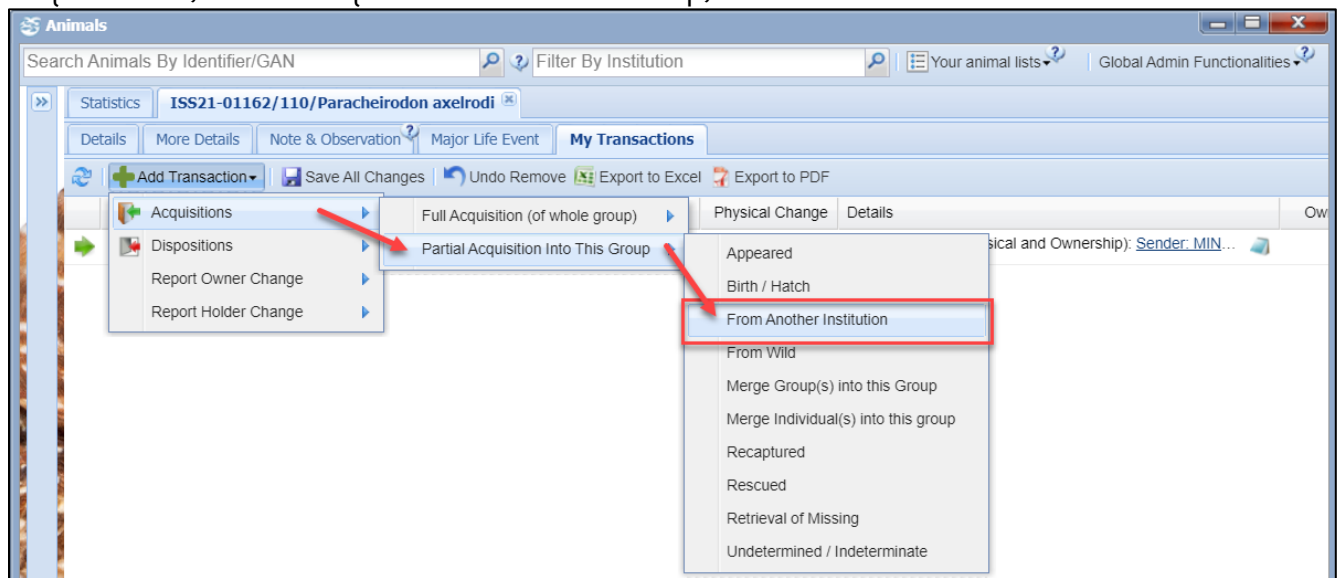 Animals
Search Animals By Identifier/GAN Filter By Institution Your animal lists Global Admin Functionalities
Statistics ISS21-01162/110/Paracheirodon axelrodi
Details More Details Note & Observation Major Life Event My Transactions
Add Transaction Save All Changes Undo Remove Export to Excel Export to PDF
Acquisitions Full Acquisition (of whole group) Physical Change Details Ow
Dispositions Partial Acquisition Into This Group Appeared and Ownership): Sender: MIN...
Report Owner Change Birth / Hatch
Report Holder Change From Another Institution
From Wild
Merge Group(s) into this Group
Merge Individual(s) into this group
Recaptured
Rescued
Retrieval of Missing
Undetermined / Indeterminate